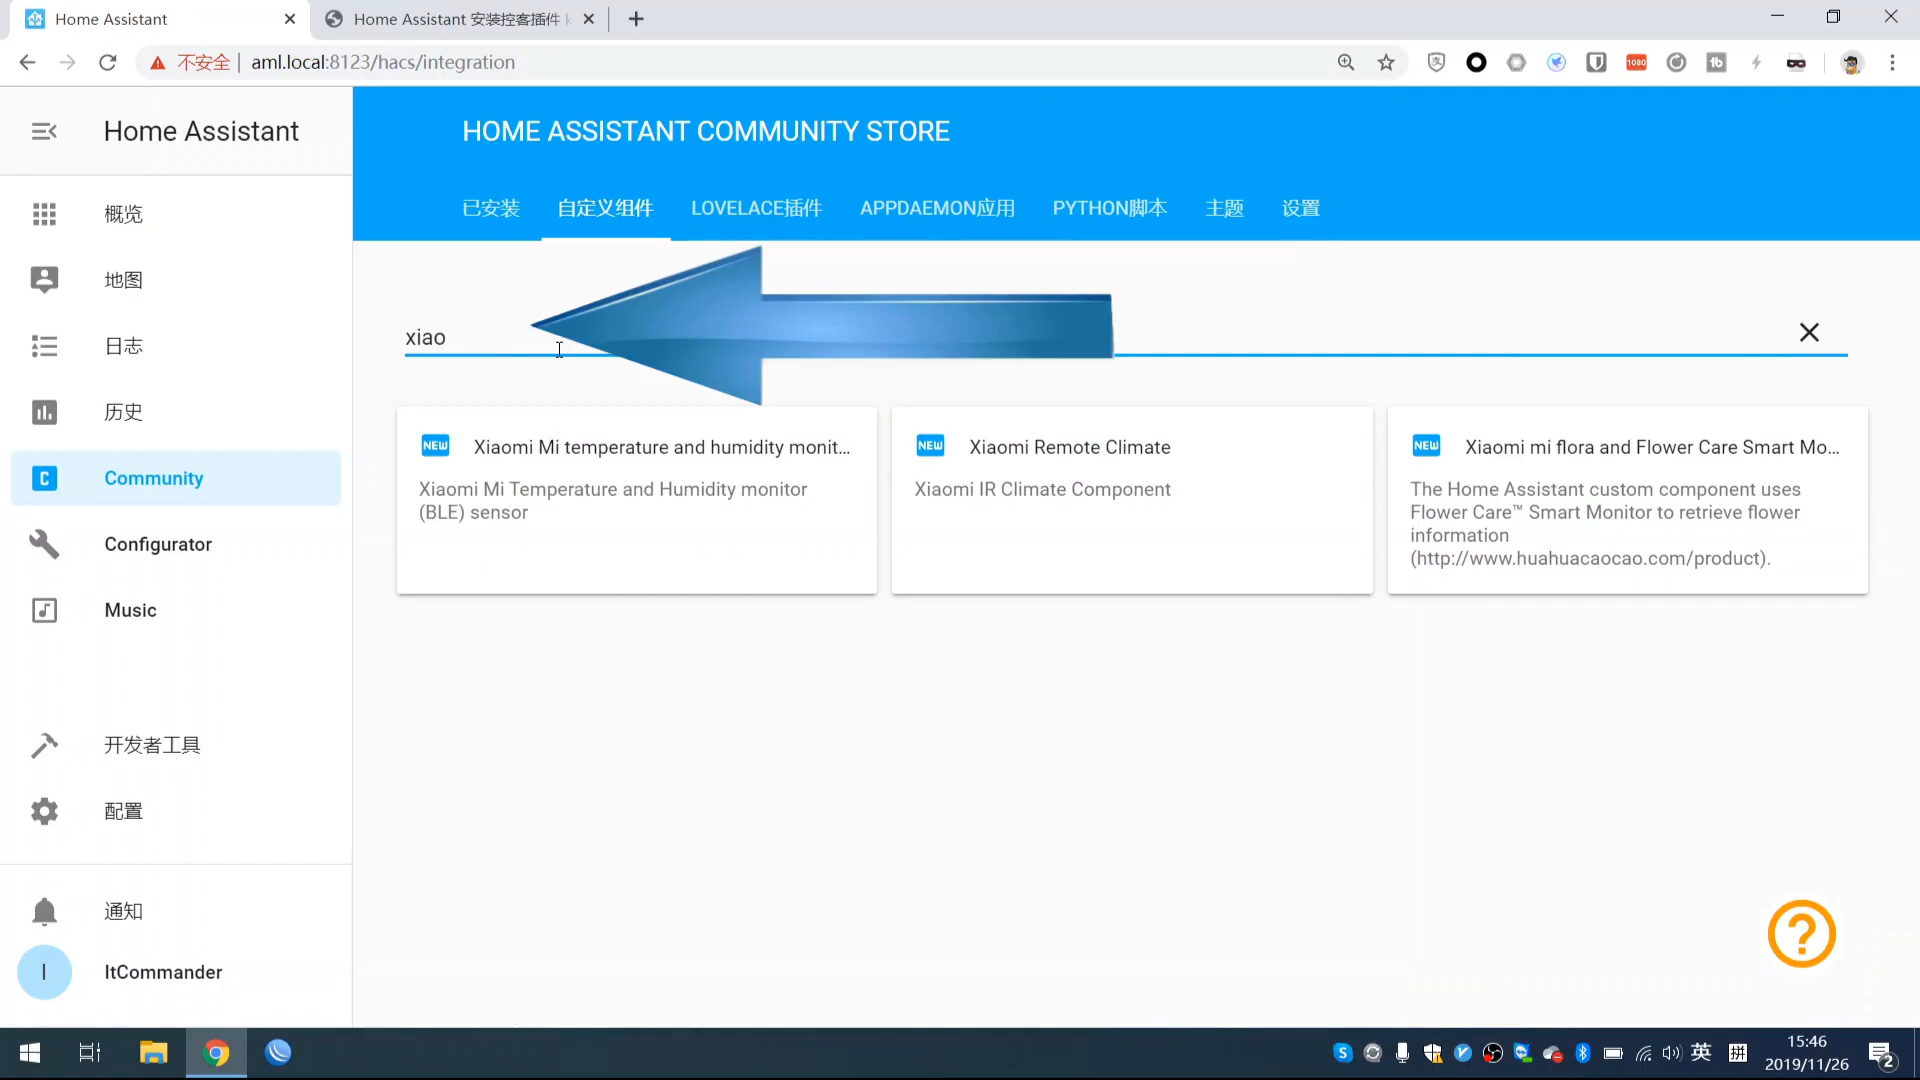 Home Assistant
Home Assistant 安装控客插件
不安全
aml.local:8123/hacs/integration
1080
Home Assistant
HOME ASSISTANT COMMUNITY STORE
已安装
自定义组件
LOVELACE插件
APPDAEMON应用
PYTHON脚本
主题
设置
概览
地图
日志
历史
C
Community
Configurator
Music
开发者工具
配置
通知
I
ItCommander
xiao
NEW
Xiaomi Mi temperature and humidity monit...
Xiaomi Mi Temperature and Humidity monitor
(BLE) sensor
NEW
Xiaomi Remote Climate
Xiaomi IR Climate Component
NEW
Xiaomi mi flora and Flower Care Smart Mo...
The Home Assistant custom component uses
Flower Care™ Smart Monitor to retrieve flower
information
(http://www.huahuacaocao.com/product).
英
拼
15:46
2019/11/26
2